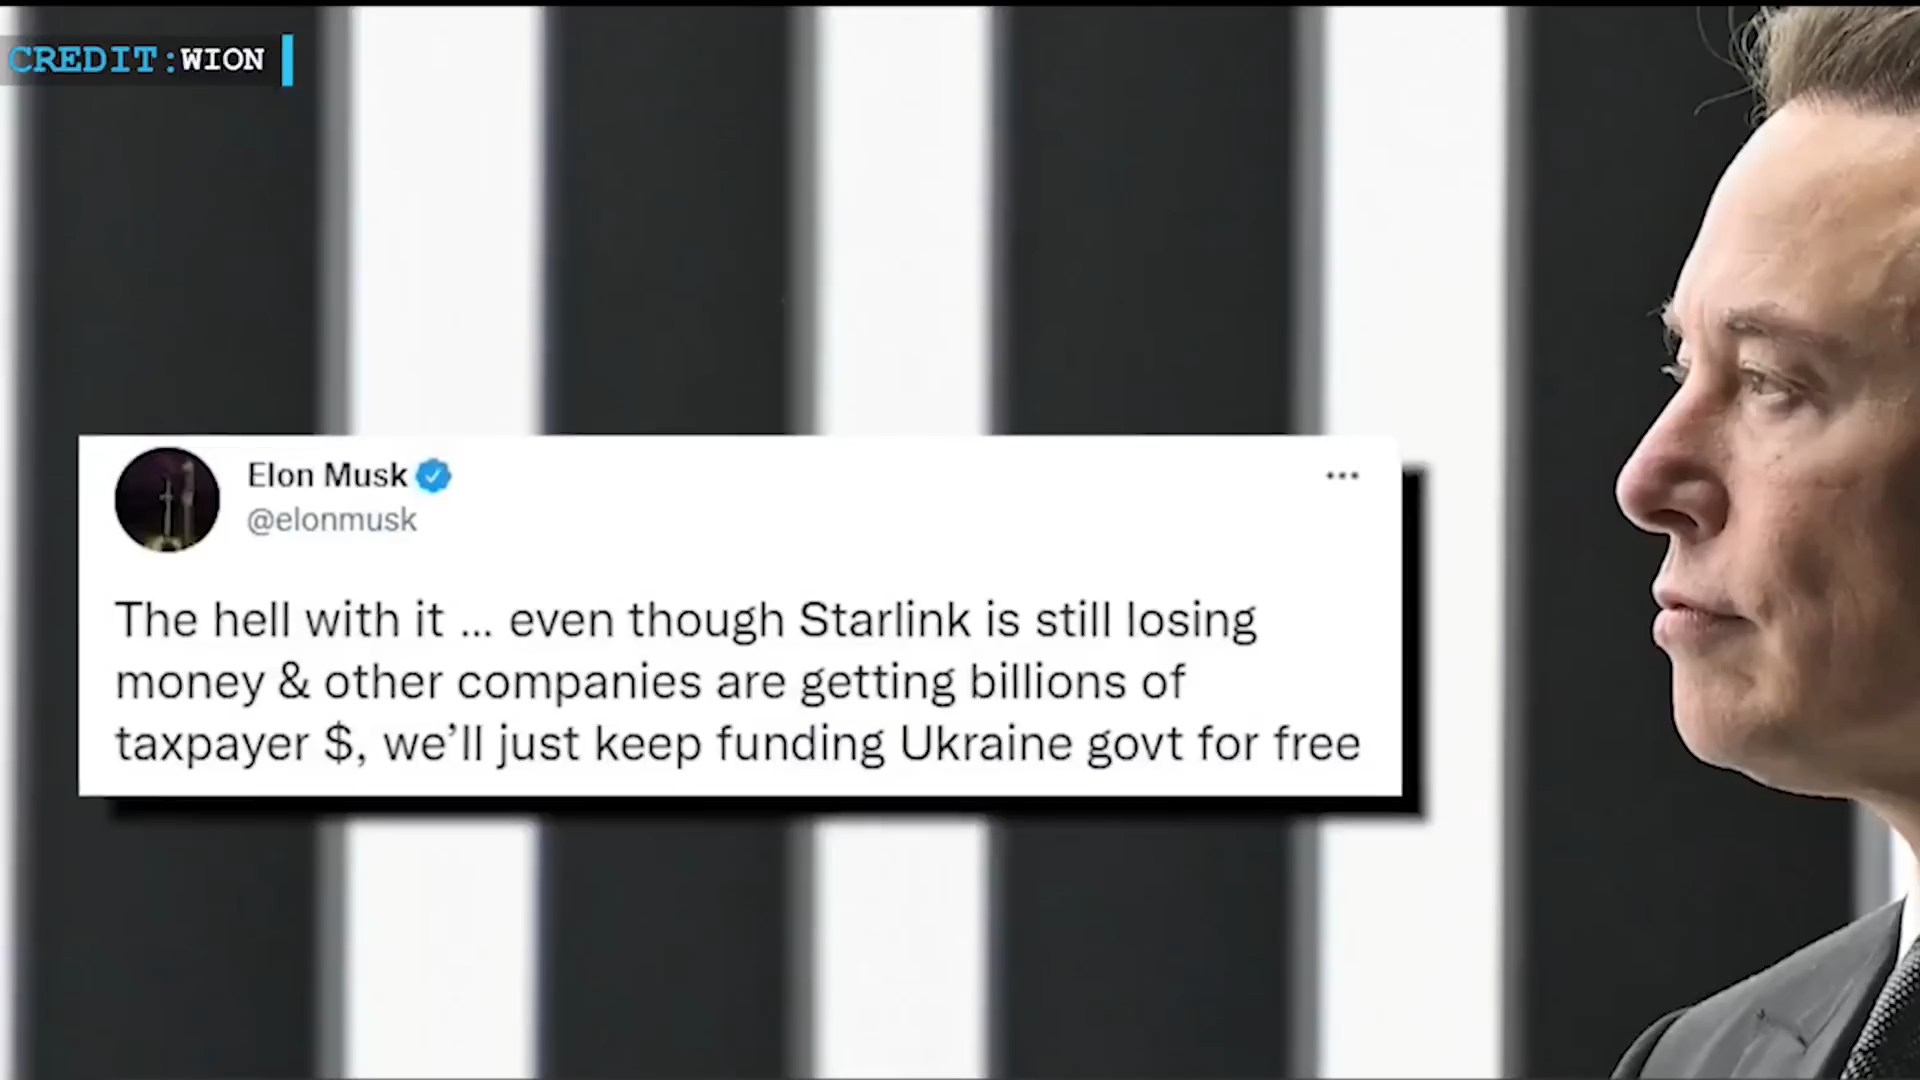 CREDIT:WION
Elon Musk
@elonmusk
The hell with it ... even though Starlink is still losing
money & other companies are getting billions of
taxpayer $, we’ll just keep funding Ukraine govt for free